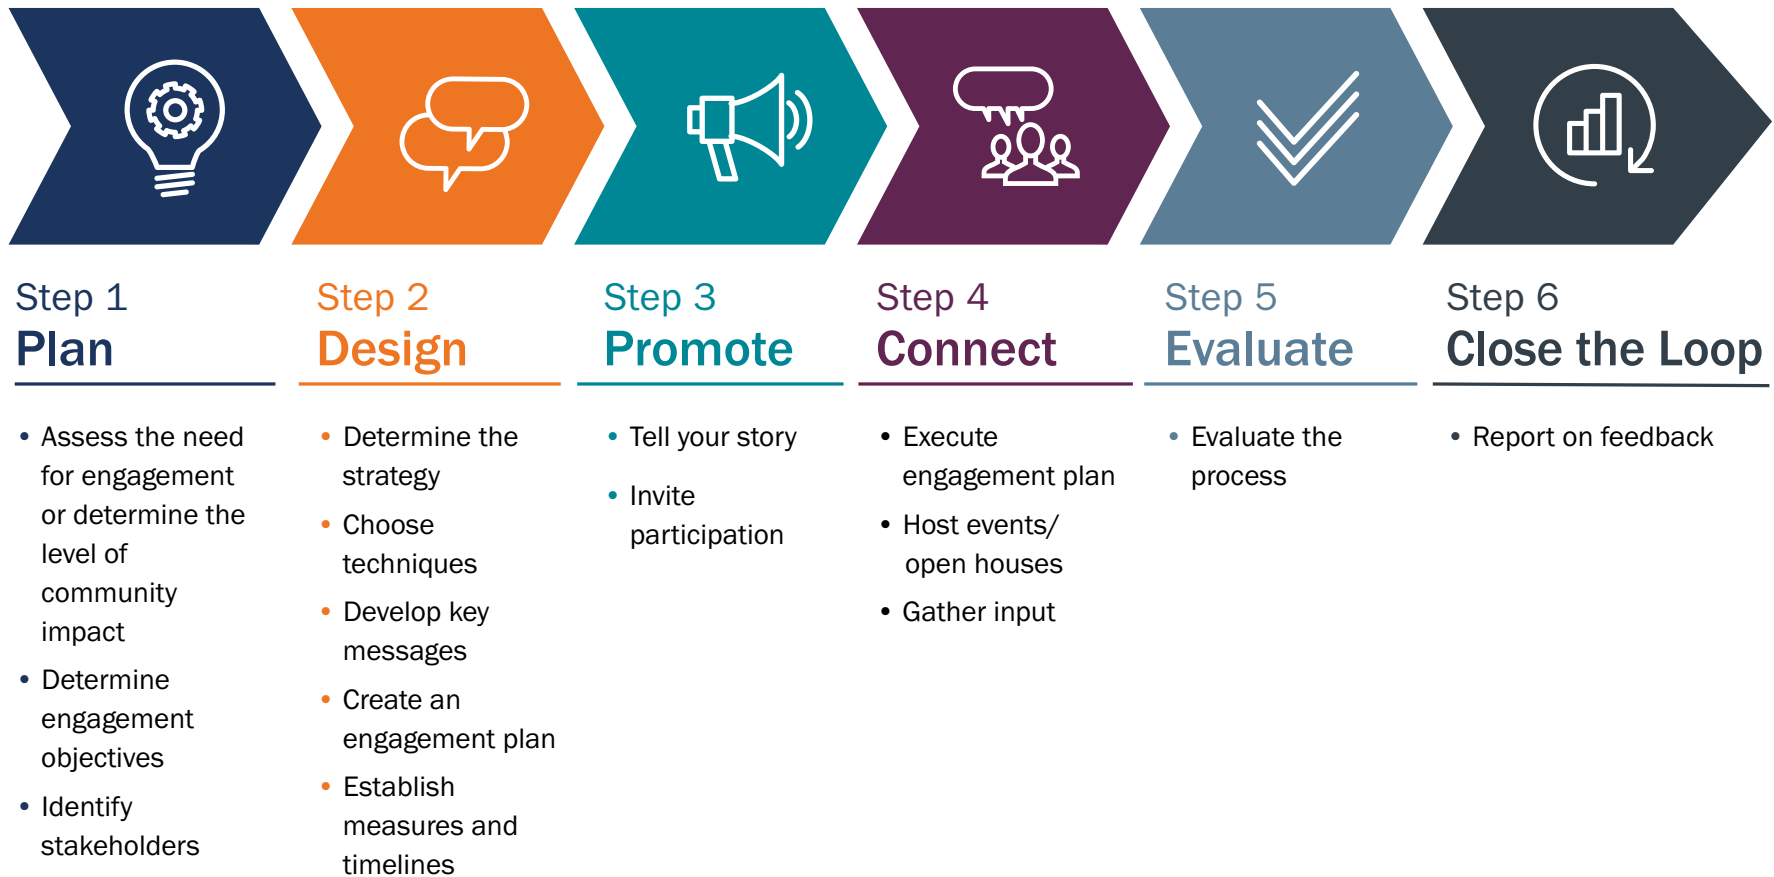 Step 1
Plan
• Assess the need
for engagement
or determine the
level of
community
impact
• Determine
engagement
objectives
• Identify
stakeholders
Step 2
Design
• Determine the
strategy
• Choose
techniques
• Develop key
messages
• Create an
engagement plan
• Establish
measures and
timelines
Step 3
Promote
• Tell your story
• Invite
participation
Step 4
Connect
• Execute
engagement plan
• Host events/
open houses
• Gather input
Step 5
Evaluate
• Evaluate the
process
Step 6
Close the Loop
• Report on feedback